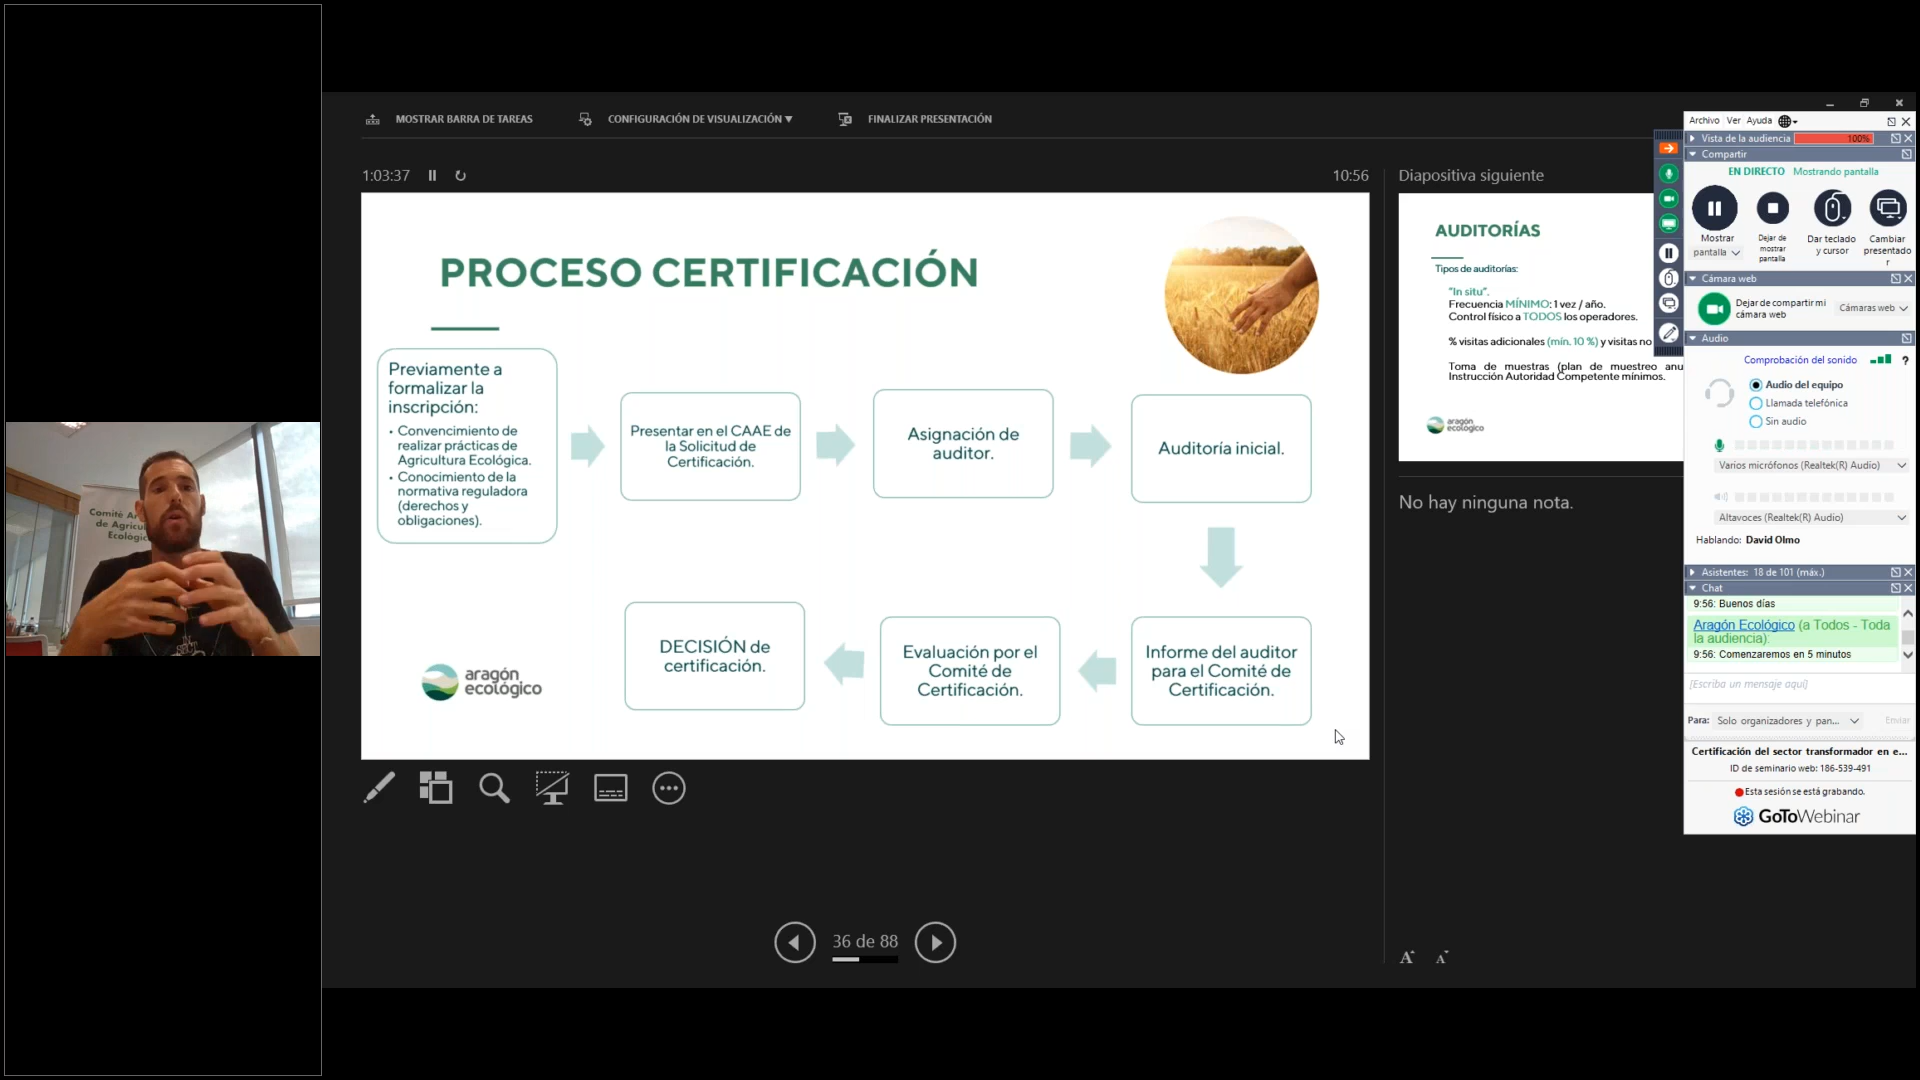 MOSTRAR BARRA DE TAREAS
CONFIGURACIÓN DE VISUALIZACIÓN ▼
FINALIZAR PRESENTACIÓN
1:03:37
10:56
PROCESO CERTIFICACIÓN
Previamente a
formalizar la
inscripción:
• Convencimiento de
realizar prácticas de
Agricultura Ecológica.
• Conocimiento de la
normativa reguladora
(derechos y
obligaciones).
Presentar en el CAAE de
la Solicitud de
Certificación.
Asignación de
auditor.
Auditoría inicial.
Informe del auditor
para el Comité de
Certificación.
Evaluación por el
Comité de
Certificación.
DECISIÓN de
certificación.
aragón
ecológico
36 de 88
Comité
de
Diapositiva siguiente
AUDITORÍAS
Tipos de auditorías:
"In situ".
Frecuencia MÍNIMO: 1 vez / año.
Control físico a TODOS los operadores.
% visitas adicionales (mín. 10 %) y visitas no
Toma de muestras (plan de muestreo anu
Instrucción Autoridad Competente mínimos.
aragón
ecológico
No hay ninguna nota.
A A
Archivo Ver Ayuda
Vista de la audiencia 100%
Compartir
EN DIRECTO Mostrando pantalla
Mostrar
pantalla
Dejar de
mostrar
pantalla
Dar teclado
y cursor
Cambiar
presentado
r
Cámara web
Dejar de compartir mi
cámara web
Cámaras web
Audio
Comprobación del sonido ?
Audio del equipo
Llamada telefónica
Sin audio
Varios micrófonos (Realtek(R) Audio)
Altavoces (Realtek(R) Audio)
Hablando: David Olmo
Asistentes: 18 de 101 (máx.)
Chat
9:56: Buenos días
Aragón Ecológico (a Todos - Toda
la audiencia):
9:56: Comenzaremos en 5 minutos
[Escriba un mensaje aquí]
Para: Solo organizadores y pan... Enviar
Certificación del sector transformador en e...
ID de seminario web: 186-539-491
Esta sesión se está grabando.
GoToWebinar